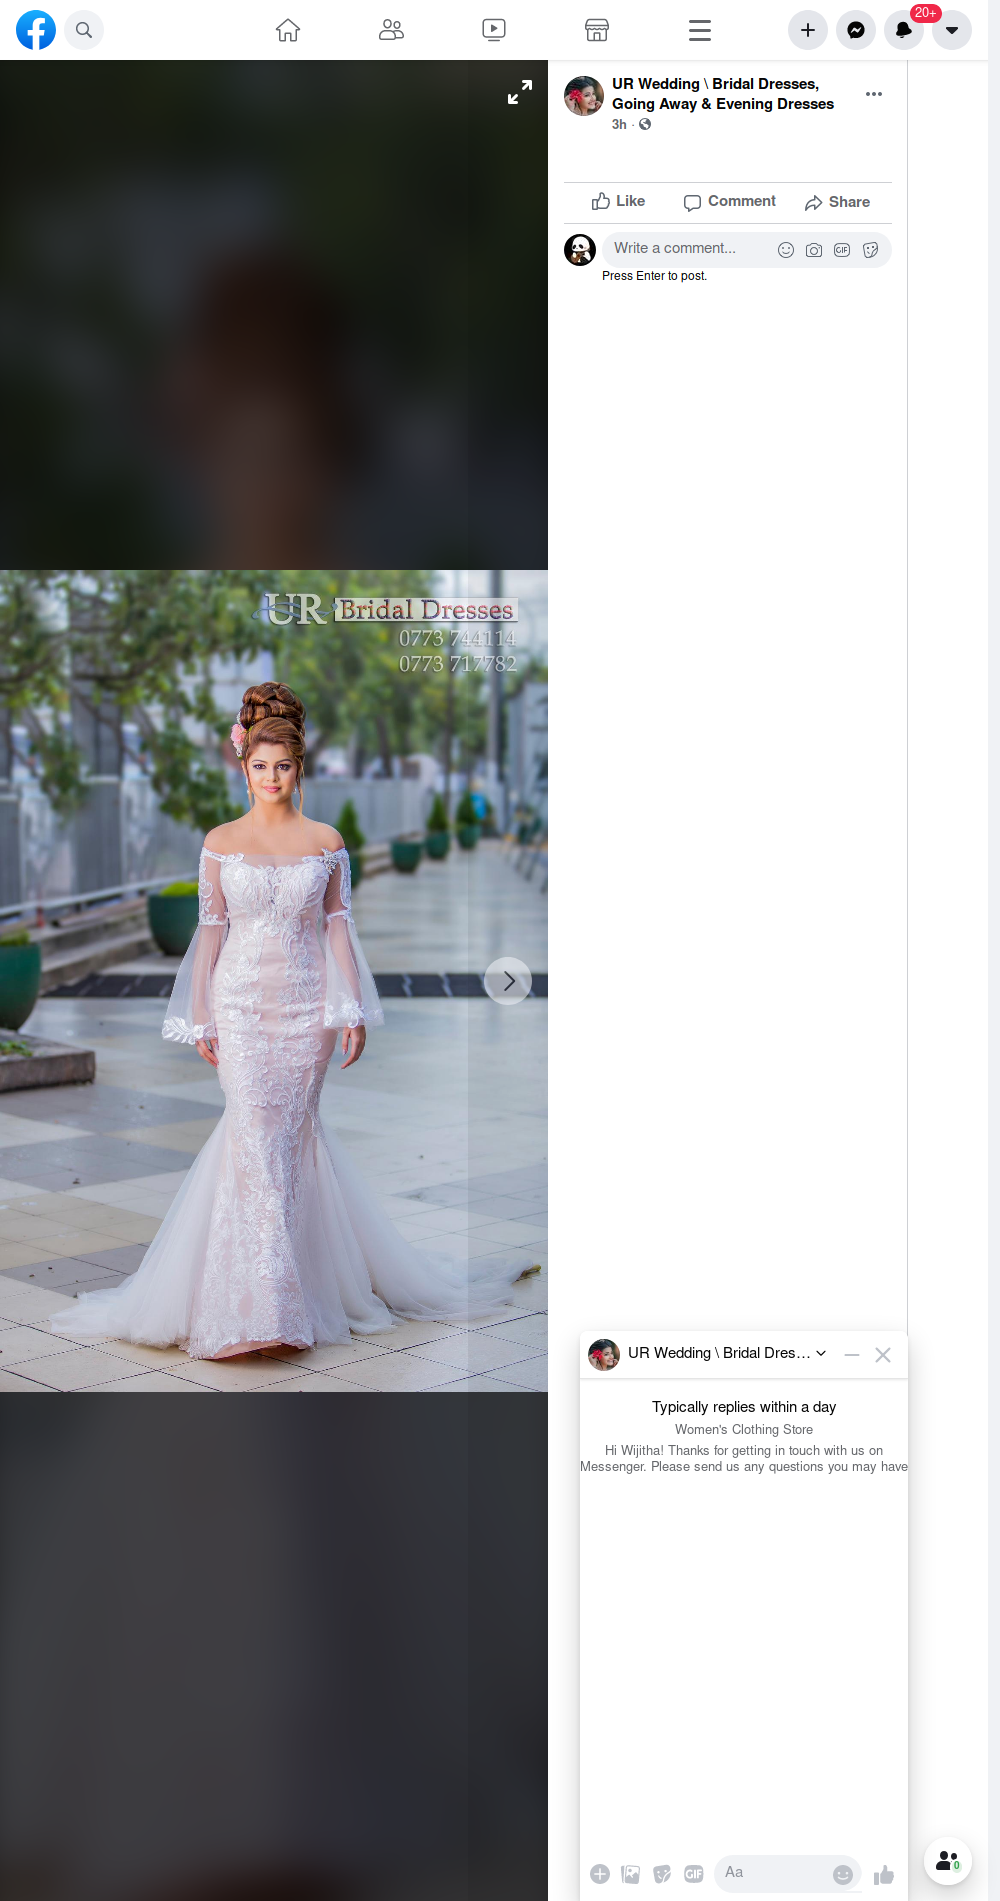 20+
UR Wedding \ Bridal Dresses,
Going Away & Evening Dresses
3h ·
Like
Comment
Share
Write a comment...
GIF
Press Enter to post.
UR Bridal Dresses
0773 744114
0773 717782
UR Wedding \ Bridal Dres...
Typically replies within a day
Women's Clothing Store
Hi Wijitha! Thanks for getting in touch with us on
Messenger. Please send us any questions you may have
GIF
Aa
0